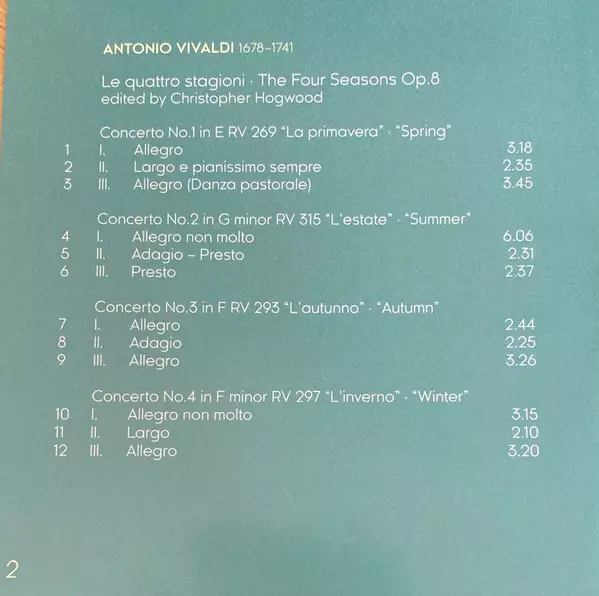 ANTONIO VIVALDI 1678–1741
Le quattro stagioni · The Four Seasons Op.8
edited by Christopher Hogwood
Concerto No.1 in E RV 269 “La primavera” · “Spring”
1 I. Allegro 3.18
2 II. Largo e pianissimo sempre 2.35
3 III. Allegro (Danza pastorale) 3.45
Concerto No.2 in G minor RV 315 “L’estate” · “Summer”
4 I. Allegro non molto 6.06
5 II. Adagio – Presto 2.31
6 III. Presto 2.37
Concerto No.3 in F RV 293 “L’autunno” · “Autumn”
7 I. Allegro 2.44
8 II. Adagio 2.25
9 III. Allegro 3.26
Concerto No.4 in F minor RV 297 “L’inverno” · “Winter”
10 I. Allegro non molto 3.15
11 II. Largo 2.10
12 III. Allegro 3.20
2